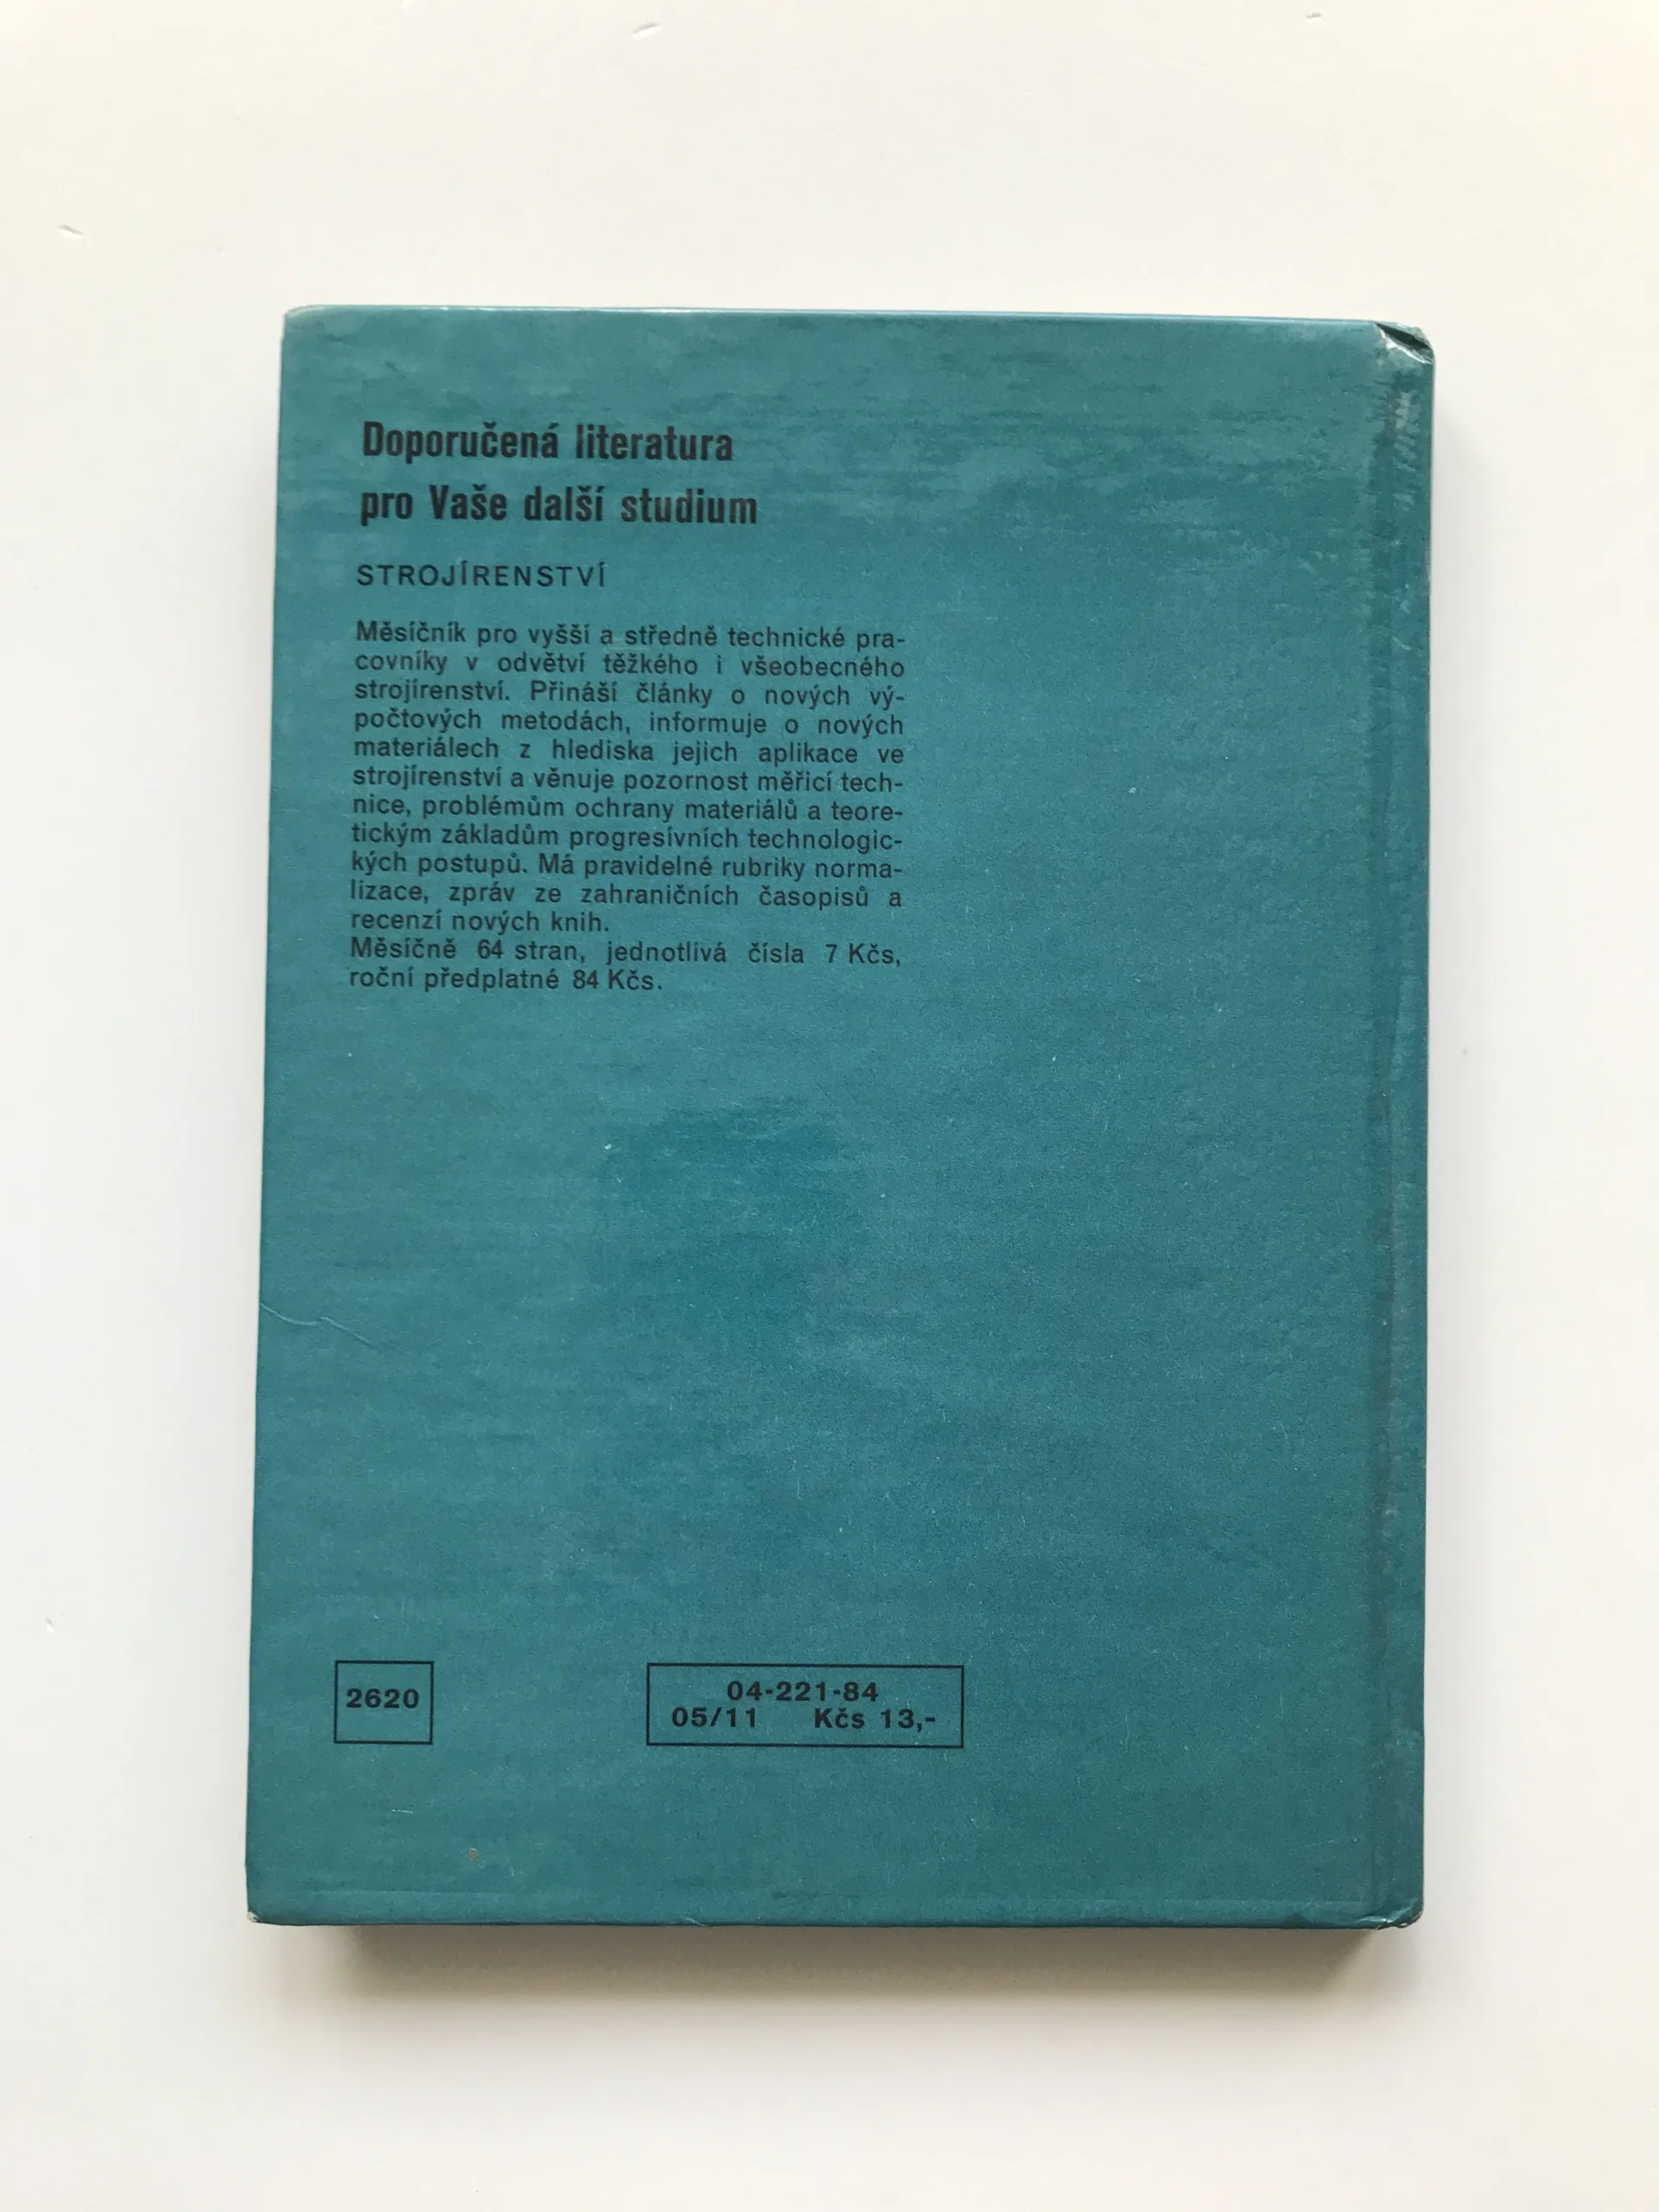 Doporučená literatura
pro Vaše další studium
STROJÍRENSTVÍ
Měsíčník pro vyšší a středně technické pra-
covníky v odvětví těžkého i všeobecného
strojírenství. Přináší články o nových vý-
počtových metodách, informuje o nových
materiálech z hlediska jejich aplikace ve
strojírenství a věnuje pozornost měřicí tech-
nice, problémům ochrany materiálů a teore-
tickým základům progresívních technologic-
kých postupů. Má pravidelné rubriky norma-
lizace, zpráv ze zahraničních časopisů a
recenzí nových knih.
Měsíčně 64 stran, jednotlivá čísla 7 Kčs,
roční předplatné 84 Kčs.
2620
04-221-84
05/11 Kčs 13,-